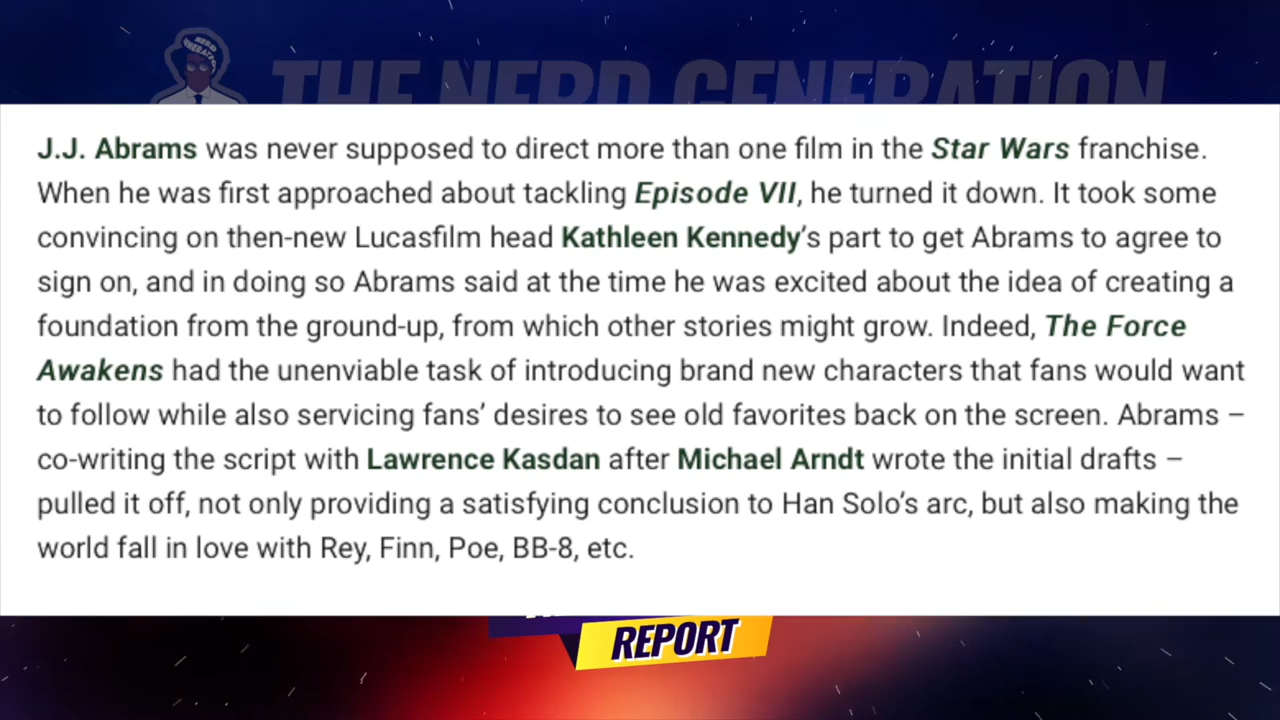 THE NERD GENERATION
J.J. Abrams was never supposed to direct more than one film in the Star Wars franchise.
When he was first approached about tackling Episode VII, he turned it down. It took some
convincing on then-new Lucasfilm head Kathleen Kennedy’s part to get Abrams to agree to
sign on, and in doing so Abrams said at the time he was excited about the idea of creating a
foundation from the ground-up, from which other stories might grow. Indeed, The Force
Awakens had the unenviable task of introducing brand new characters that fans would want
to follow while also servicing fans’ desires to see old favorites back on the screen. Abrams –
co-writing the script with Lawrence Kasdan after Michael Arndt wrote the initial drafts –
pulled it off, not only providing a satisfying conclusion to Han Solo’s arc, but also making the
world fall in love with Rey, Finn, Poe, BB-8, etc.
REPORT